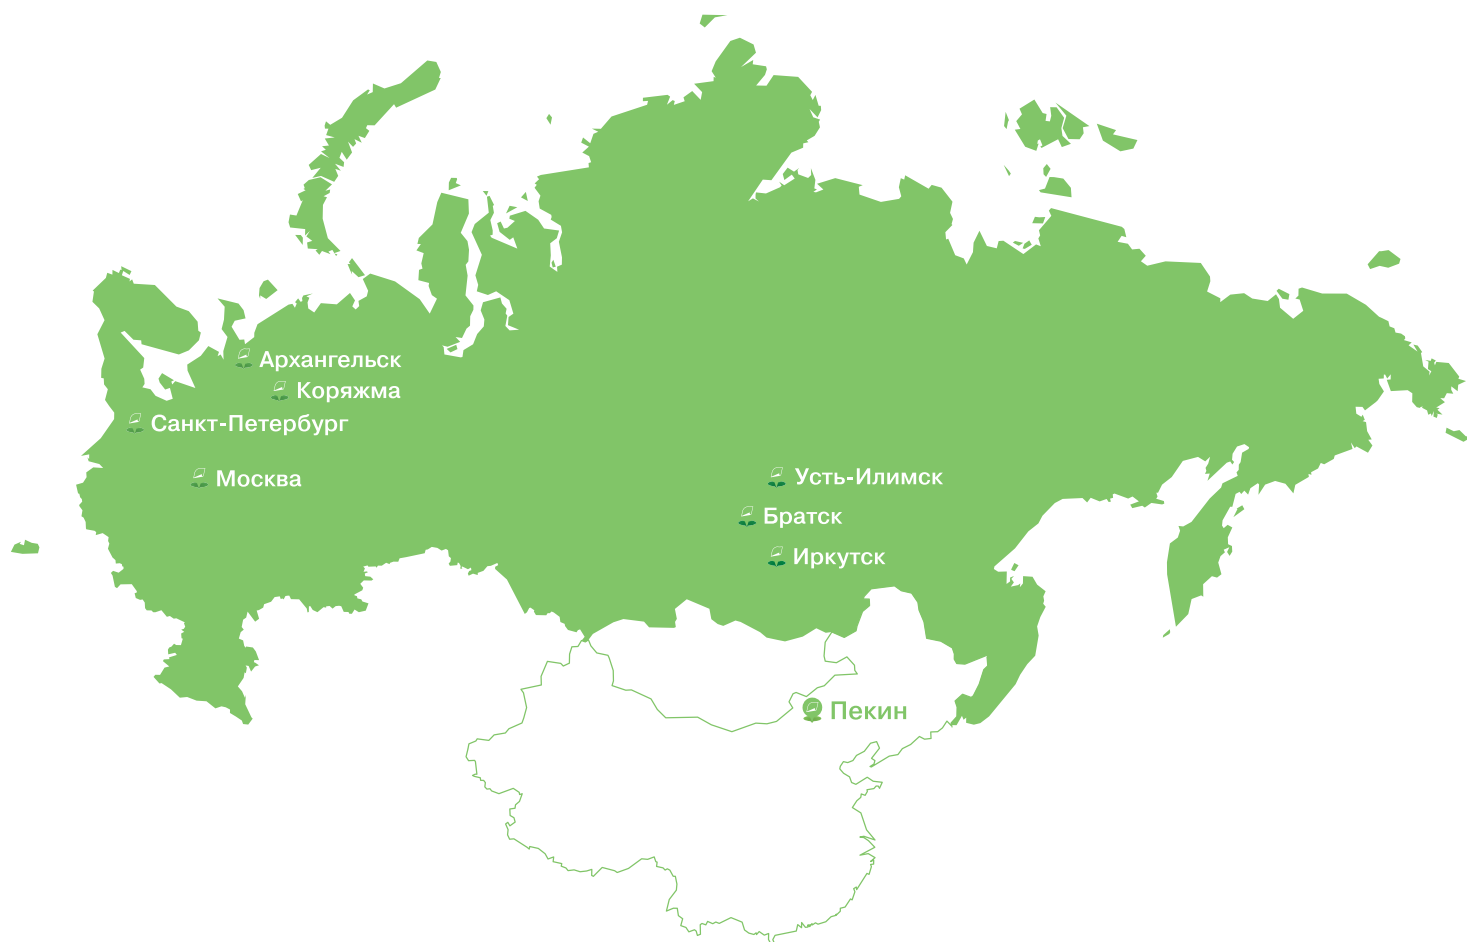 Архангельск
Коряжма
Санкт-Петербург
Москва
Усть-Илимск
Братск
Иркутск
Пекин